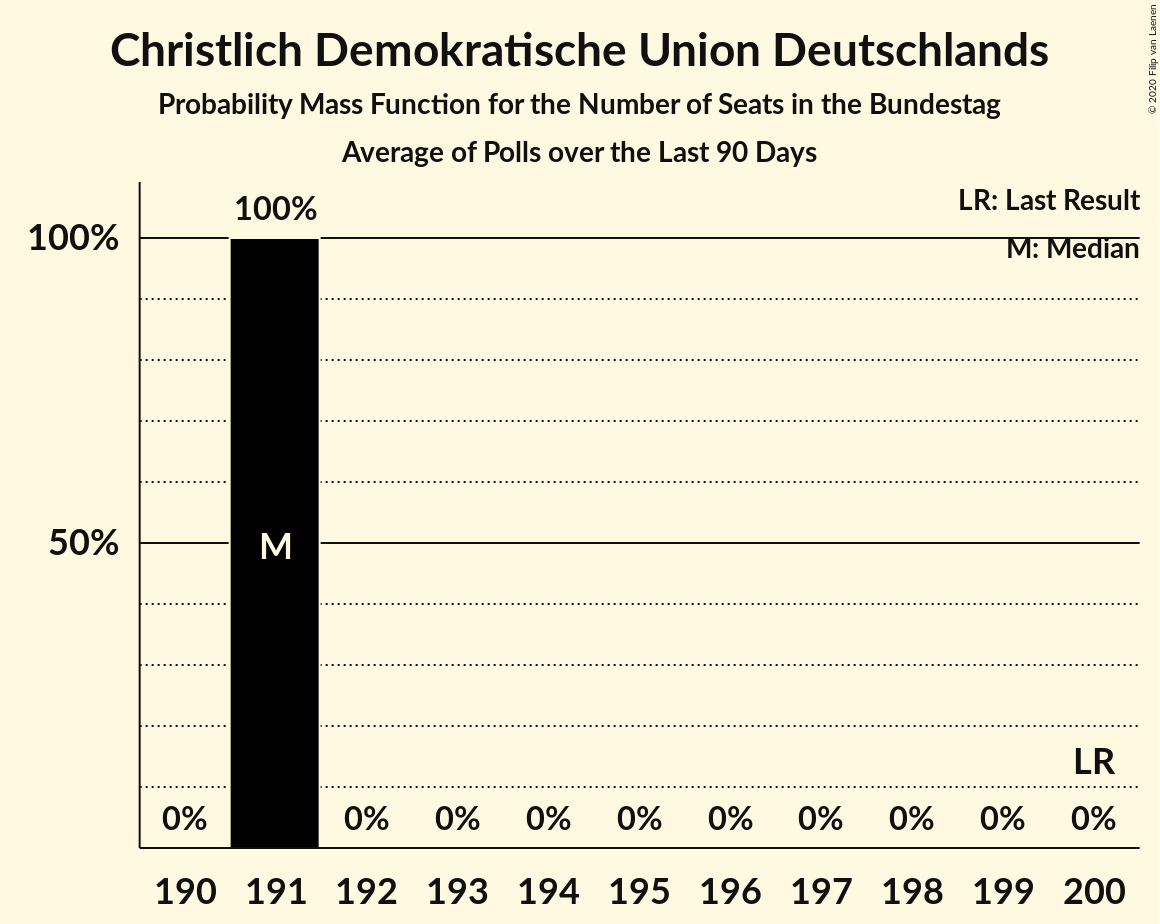 Christlich Demokratische Union Deutschlands
Probability Mass Function for the Number of Seats in the Bundestag
Average of Polls over the Last 90 Days
© 2020 Filip van Laenen
LR: Last Result
M: Median
100%
100%
50%
M
LR
0% 0% 0% 0% 0% 0% 0% 0% 0% 0%
190 191 192 193 194 195 196 197 198 199 200